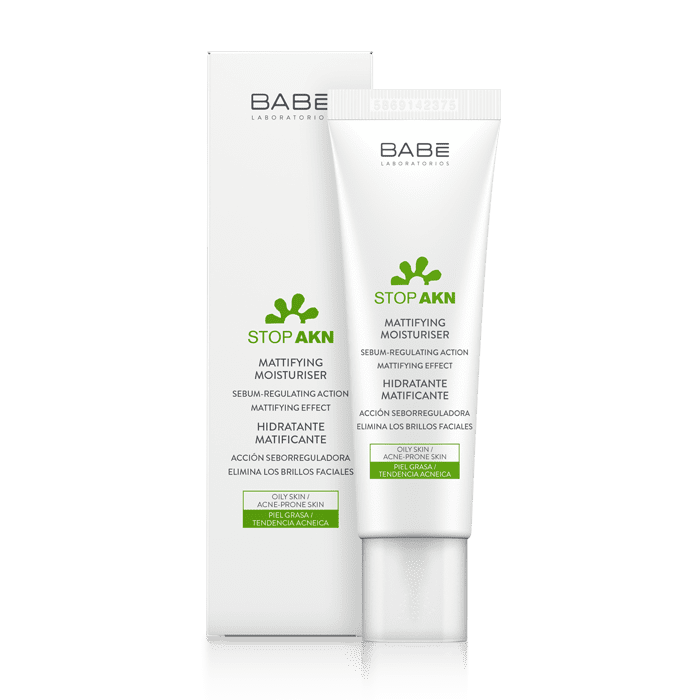 BABĒ
LABORATORIOS
STOP AKN
MATTIFYING
MOISTURISER
SEBUM-REGULATING ACTION
MATTIFYING EFFECT
HIDRATANTE
MATIFICANTE
ACCIÓN SEBORREGULADORA
ELIMINA LOS BRILLOS FACIALES
OILY SKIN /
ACNE-PRONE SKIN
PIEL GRASA /
TENDENCIA ACNEICA
5869142375
BABĒ
LABORATORIOS
STOP AKN
MATTIFYING
MOISTURISER
SEBUM-REGULATING ACTION
MATTIFYING EFFECT
HIDRATANTE
MATIFICANTE
ACCIÓN SEBORREGULADORA
ELIMINA LOS BRILLOS FACIALES
OILY SKIN /
ACNE-PRONE SKIN
PIEL GRASA /
TENDENCIA ACNEICA